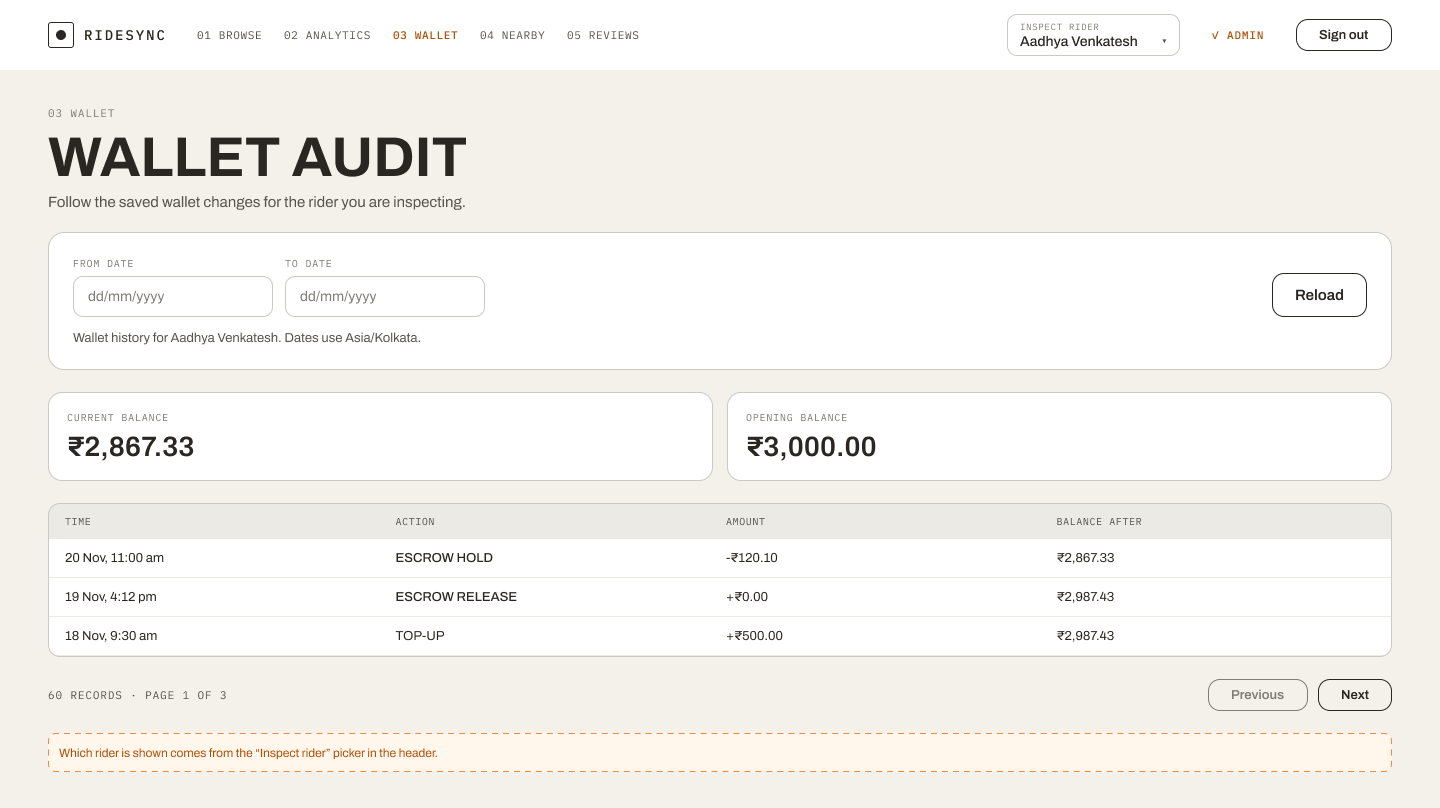 RIDESYNC 01 BROWSE 02 ANALYTICS 03 WALLET 04 NEARBY 05 REVIEWS
INSPECT RIDER
Aadhya Venkatesh ▾
✓ ADMIN
Sign out
03 WALLET
WALLET AUDIT
Follow the saved wallet changes for the rider you are inspecting.
FROM DATE TO DATE
dd/mm/yyyy dd/mm/yyyy
Reload
Wallet history for Aadhya Venkatesh. Dates use Asia/Kolkata.
CURRENT BALANCE
₹2,867.33
OPENING BALANCE
₹3,000.00
TIME ACTION AMOUNT BALANCE AFTER
20 Nov, 11:00 am ESCROW HOLD -₹120.10 ₹2,867.33
19 Nov, 4:12 pm ESCROW RELEASE +₹0.00 ₹2,987.43
18 Nov, 9:30 am TOP-UP +₹500.00 ₹2,987.43
60 RECORDS · PAGE 1 OF 3
Previous Next
Which rider is shown comes from the “Inspect rider” picker in the header.